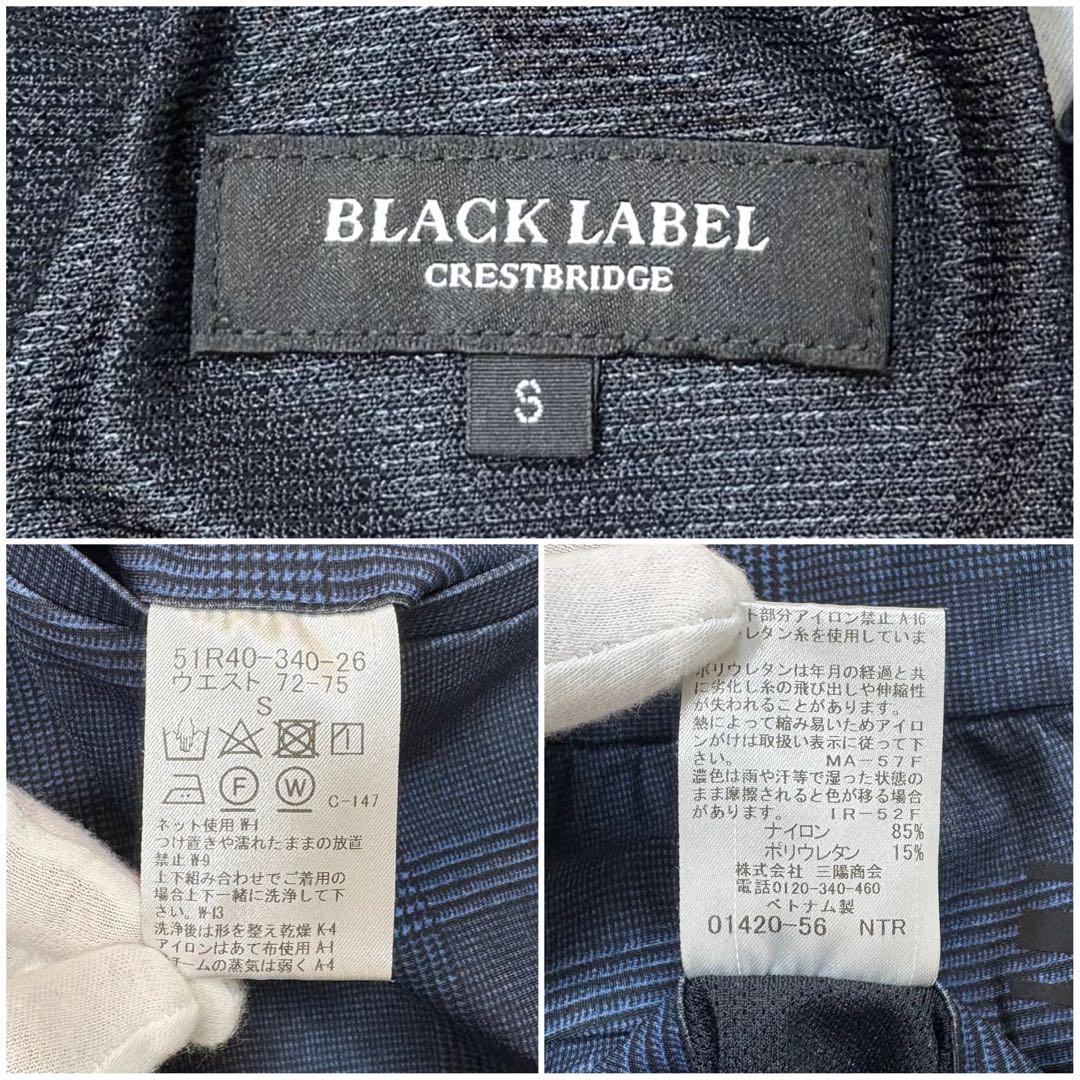 BLACK LABEL
CRESTBRIDGE
S
51R40-340-26
ウエスト 72-75
S
F
W
C-147
ネット使用 W-1
つけ置きや濡れたままの放置
禁止 W-9
上下組み合わせでご着用の
場合上下一緒に洗浄して下
さい。W-13
洗浄後は形を整え乾燥 K-4
アイロンはあて布使用 A-1
チームの蒸気は弱く A-4
ト部分アイロン禁止 A-16
レタン糸を使用していま
ポリウレタンは年月の経過と共
に劣化し糸の飛び出しや伸縮性
が失われることがあります。
熱によって縮み易いためアイロ
ンがけは取扱い表示に従って下
さい。 MA-57F
濃色は雨や汗等で湿った状態の
まま摩擦されると色が移る場合
があります。 IR-52F
ナイロン 85%
ポリウレタン 15%
株式会社 三陽商会
電話0120-340-460
ベトナム製
01420-56 NTR